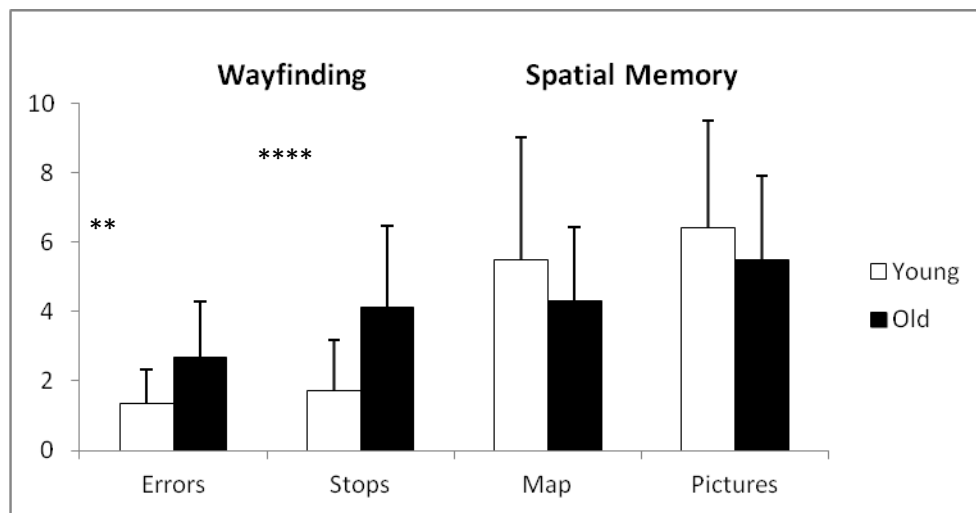 Wayfinding Spatial Memory
10
****
8
**
6
4
2
0
Young
Old
Errors Stops Map Pictures